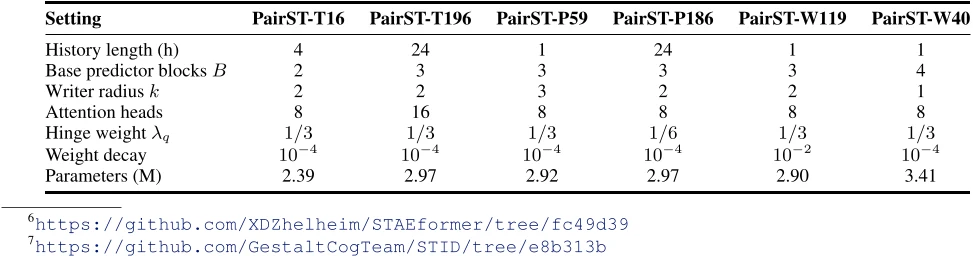 Setting PairST-T16 PairST-T196 PairST-P59 PairST-P186 PairST-W119 PairST-W40
History length (h) 4 24 1 24 1 1
Base predictor blocks B 2 3 3 3 3 4
Writer radius k 2 2 3 2 2 1
Attention heads 8 16 8 8 8 8
Hinge weight λq 1/3 1/3 1/3 1/6 1/3 1/3
Weight decay 10⁻⁴ 10⁻⁴ 10⁻⁴ 10⁻⁴ 10⁻² 10⁻⁴
Parameters (M) 2.39 2.97 2.92 2.97 2.90 3.41
⁶https://github.com/XDZhelheim/STAEformer/tree/fc49d39
⁷https://github.com/GestaltCogTeam/STID/tree/e8b313b